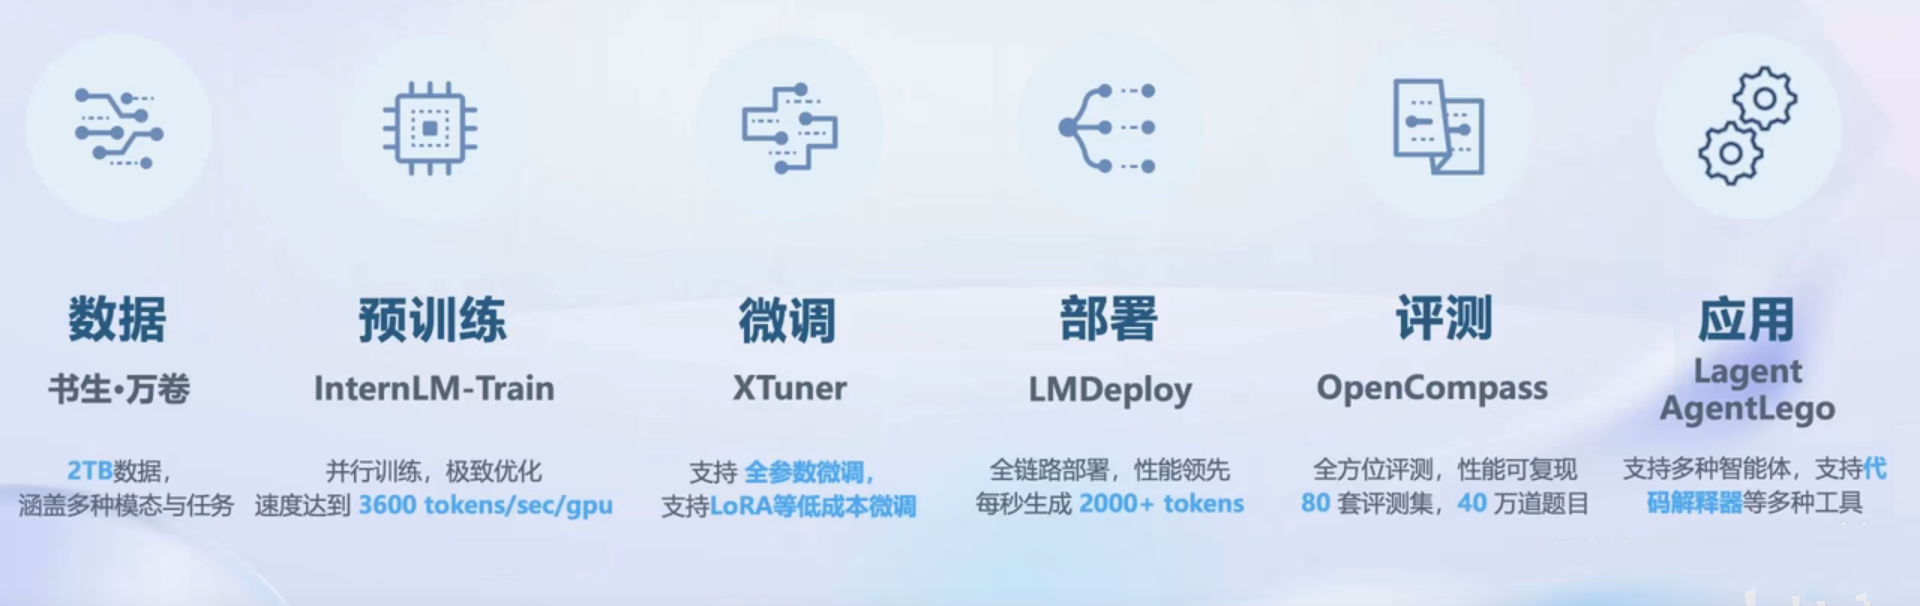 数据
书生·万卷
2TB数据，
涵盖多种模态与任务
预训练
InternLM-Train
并行训练，极致优化
速度达到 3600 tokens/sec/gpu
微调
XTuner
支持 全参数微调，
支持LoRA等低成本微调
部署
LMDeploy
全链路部署，性能领先
每秒生成 2000+ tokens
评测
OpenCompass
全方位评测，性能可复现
80 套评测集，40 万道题目
应用
Lagent
AgentLego
支持多种智能体，支持代
码解释器等多种工具